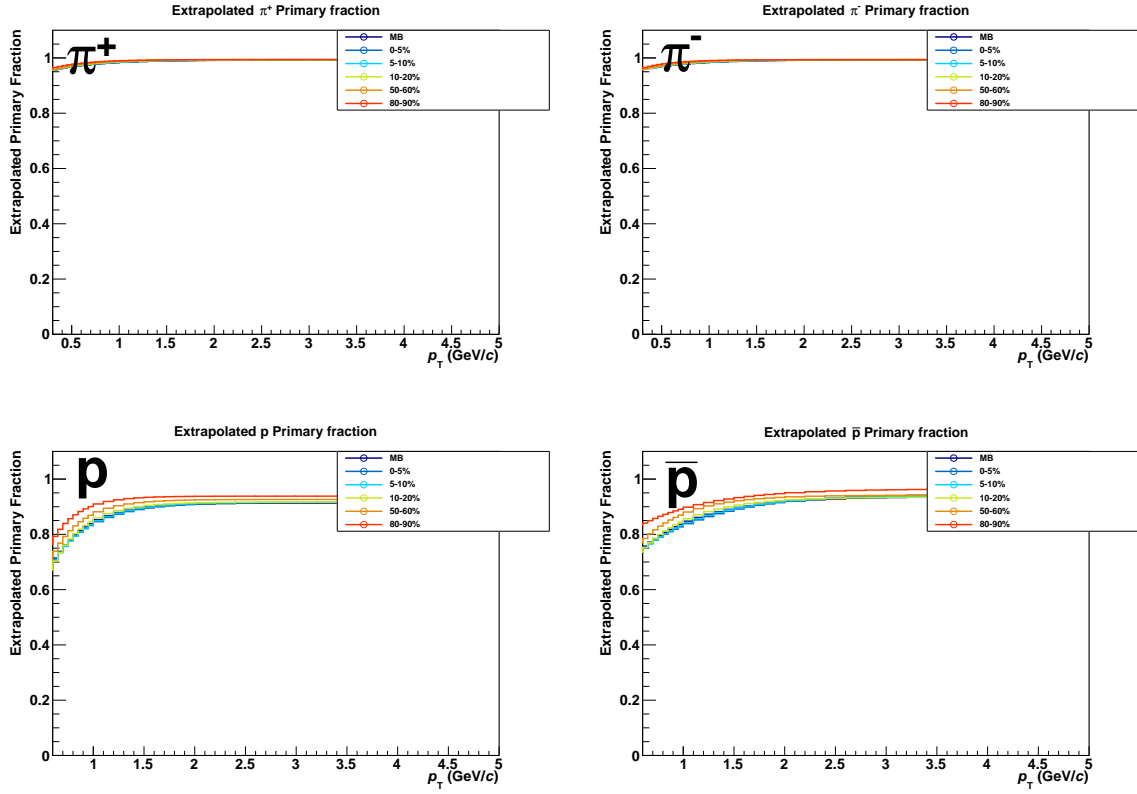 Extrapolated π⁺ Primary fraction
Extrapolated Primary Fraction
π⁺
MB
0-5%
5-10%
10-20%
50-60%
80-90%
1
0.8
0.6
0.4
0.2
0
0.5 1 1.5 2 2.5 3 3.5 4 4.5 5
p_T (GeV/c)
Extrapolated π⁻ Primary fraction
Extrapolated Primary Fraction
π⁻
MB
0-5%
5-10%
10-20%
50-60%
80-90%
1
0.8
0.6
0.4
0.2
0
0.5 1 1.5 2 2.5 3 3.5 4 4.5 5
p_T (GeV/c)
Extrapolated p Primary fraction
Extrapolated Primary Fraction
p
MB
0-5%
5-10%
10-20%
50-60%
80-90%
1
0.8
0.6
0.4
0.2
0
1 1.5 2 2.5 3 3.5 4 4.5 5
p_T (GeV/c)
Extrapolated p̄ Primary fraction
Extrapolated Primary Fraction
p̄
MB
0-5%
5-10%
10-20%
50-60%
80-90%
1
0.8
0.6
0.4
0.2
0
1 1.5 2 2.5 3 3.5 4 4.5 5
p_T (GeV/c)